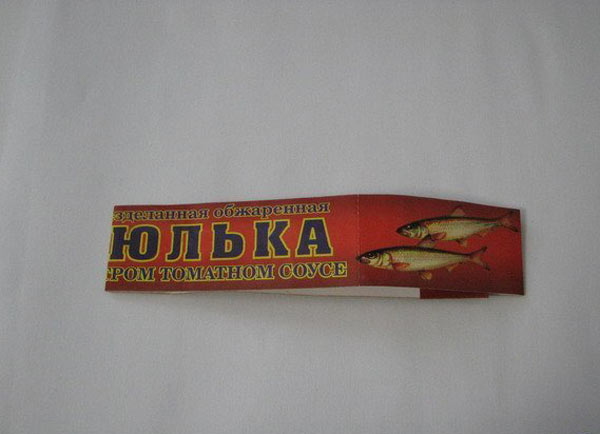 зделанная обжаренная
ЮЛЬКА
РОМ ТОМАТНОМ СОУСЕ